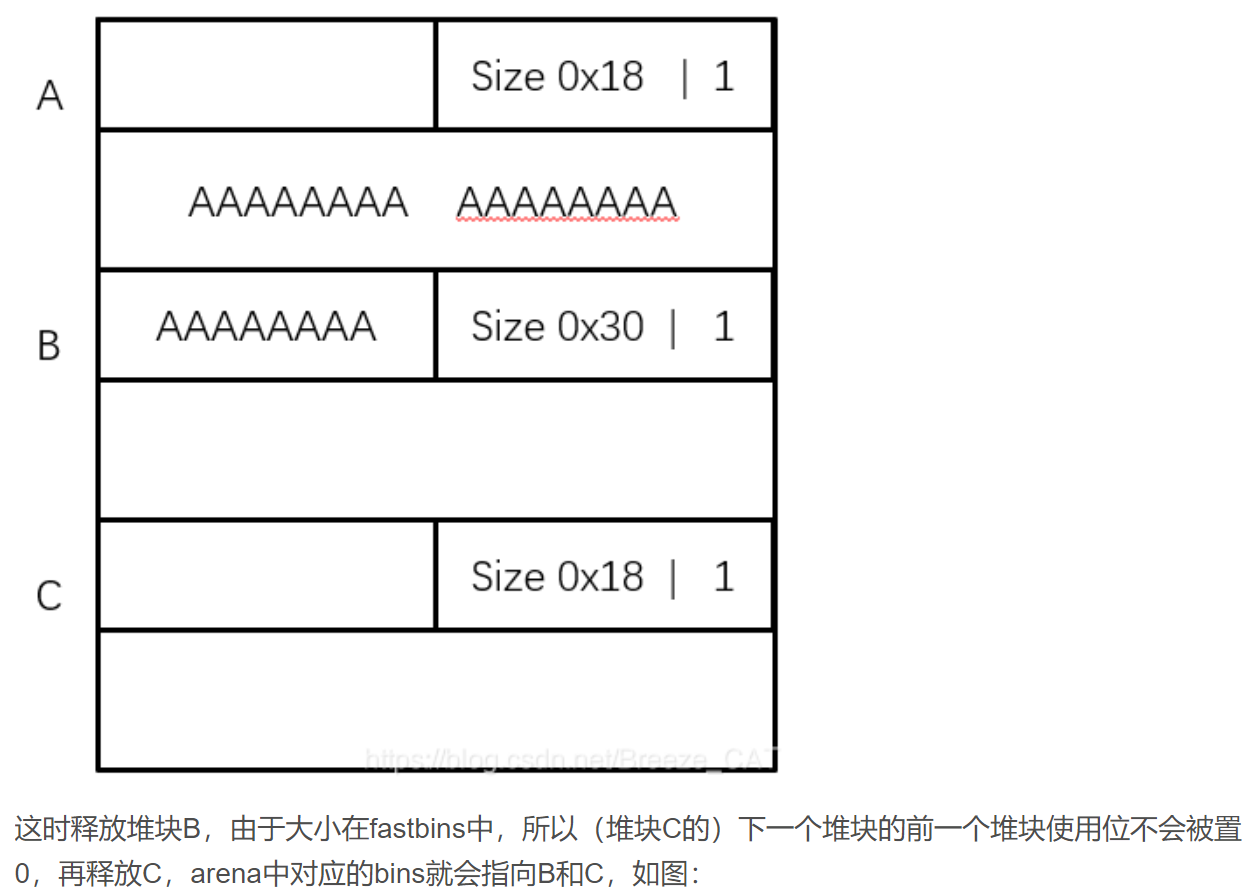 A
Size 0x18 | 1
AAAAAAAA AAAAAAAA
B
AAAAAAAA Size 0x30 | 1
C
Size 0x18 | 1
https://blog.csdn.net/Breeze_CAT
这时释放堆块B，由于大小在fastbins中，所以（堆块C的）下一个堆块的前一个堆块使用位不会被置
0，再释放C，arena中对应的bins就会指向B和C，如图：